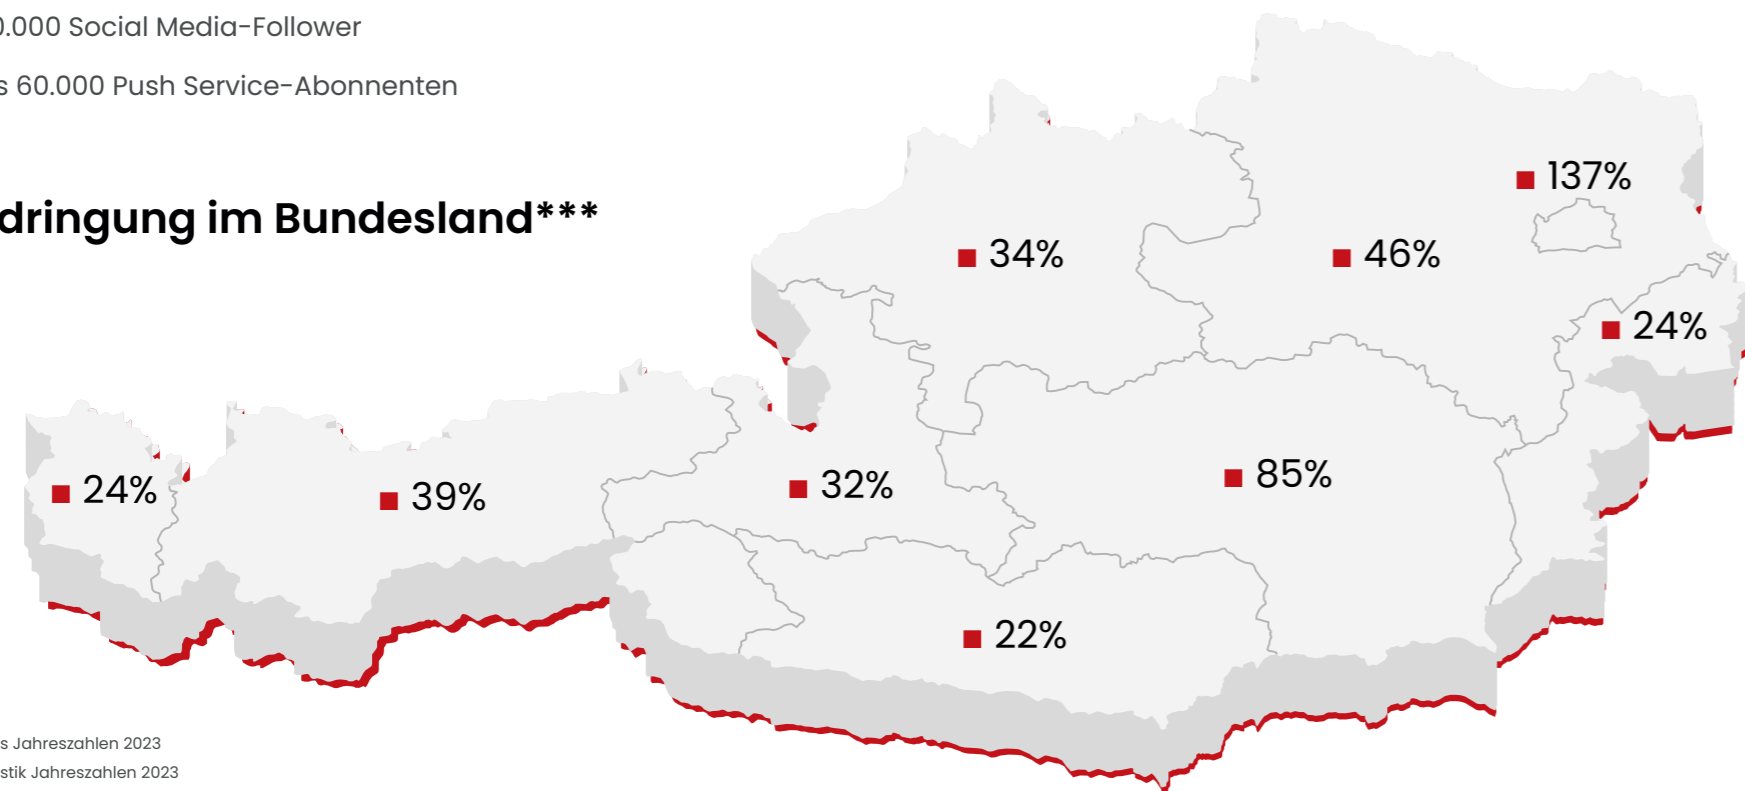 0.000 Social Media-Follower
s 60.000 Push Service-Abonnenten
dringung im Bundesland***
137%
34%
46%
24%
24%
39%
32%
85%
22%
s Jahreszahlen 2023
stik Jahreszahlen 2023